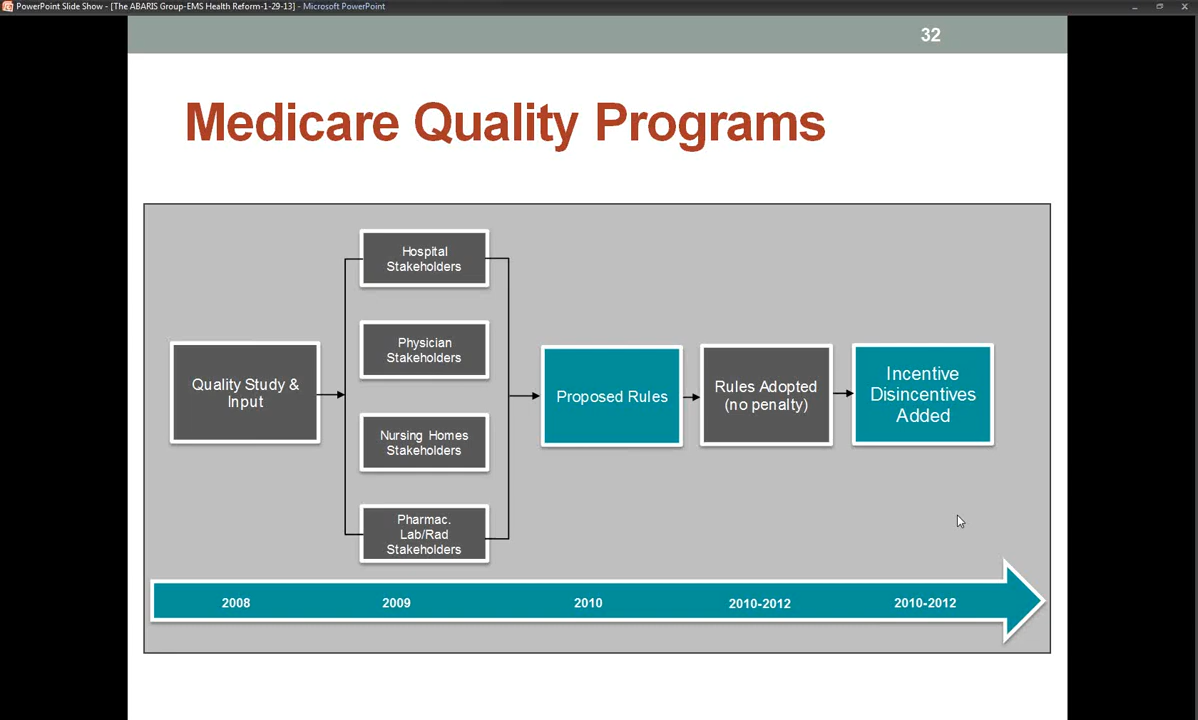 PowerPoint Slide Show - [The ABARIS Group-EMS Health Reform-1-29-13] - Microsoft PowerPoint
32
Medicare Quality Programs
Quality Study &
Input
Hospital
Stakeholders
Physician
Stakeholders
Nursing Homes
Stakeholders
Pharmac.
Lab/Rad
Stakeholders
Proposed Rules
Rules Adopted
(no penalty)
Incentive
Disincentives
Added
2008
2009
2010
2010-2012
2010-2012